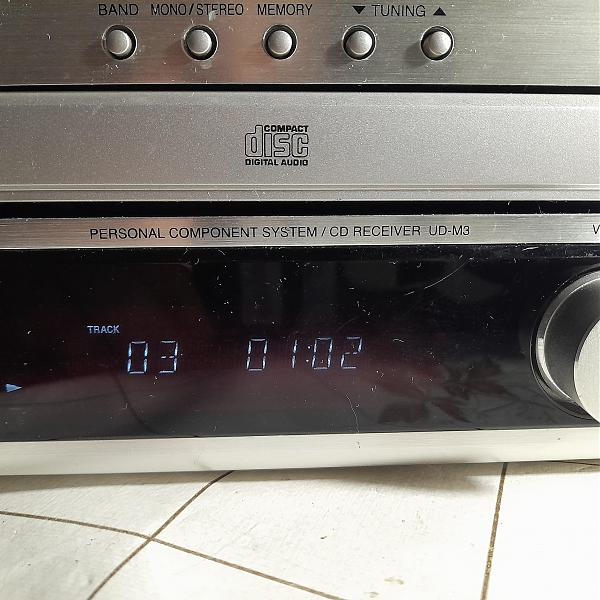 BAND MONO/STEREO MEMORY ▼ TUNING ▲
COMPACT
disc
DIGITAL AUDIO
PERSONAL COMPONENT SYSTEM / CD RECEIVER UD-M3
TRACK
03 01:02